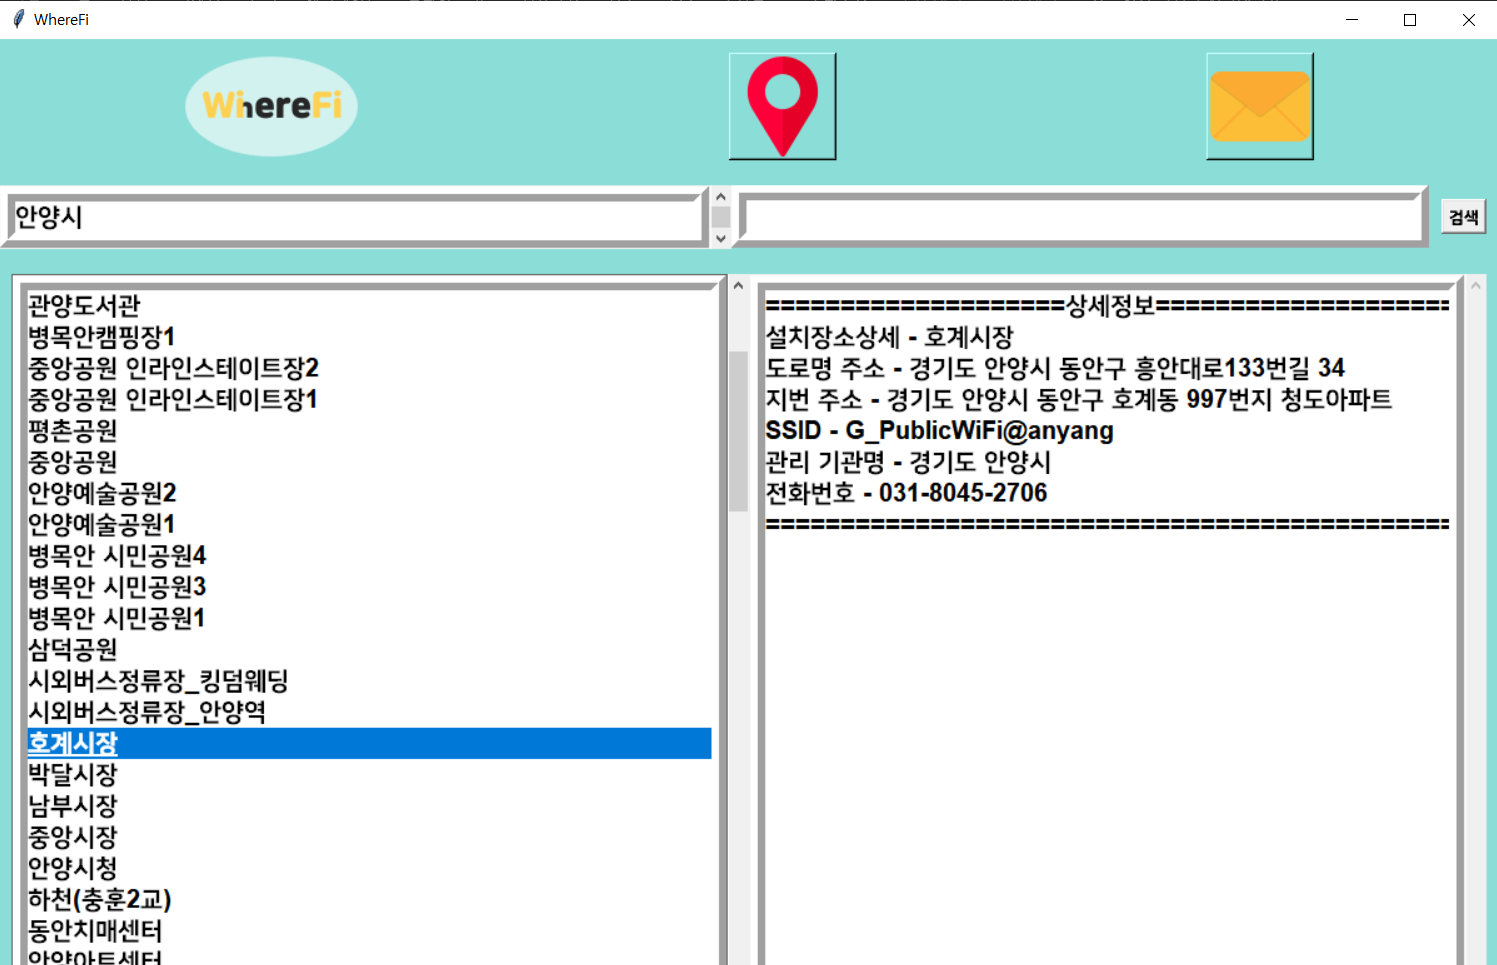 WhereFi
WhereFi
안양시
검색
관양도서관
병목안캠핑장1
중앙공원 인라인스테이트장2
중앙공원 인라인스테이트장1
평촌공원
중앙공원
안양예술공원2
안양예술공원1
병목안 시민공원4
병목안 시민공원3
병목안 시민공원1
삼덕공원
시외버스정류장_킹덤웨딩
시외버스정류장_안양역
호계시장
박달시장
남부시장
중앙시장
안양시청
하천(충훈2교)
동안치매센터
안양아트센터
====================상세정보====================
설치장소상세 - 호계시장
도로명 주소 - 경기도 안양시 동안구 흥안대로133번길 34
지번 주소 - 경기도 안양시 동안구 호계동 997번지 청도아파트
SSID - G_PublicWiFi@anyang
관리 기관명 - 경기도 안양시
전화번호 - 031-8045-2706
==============================================